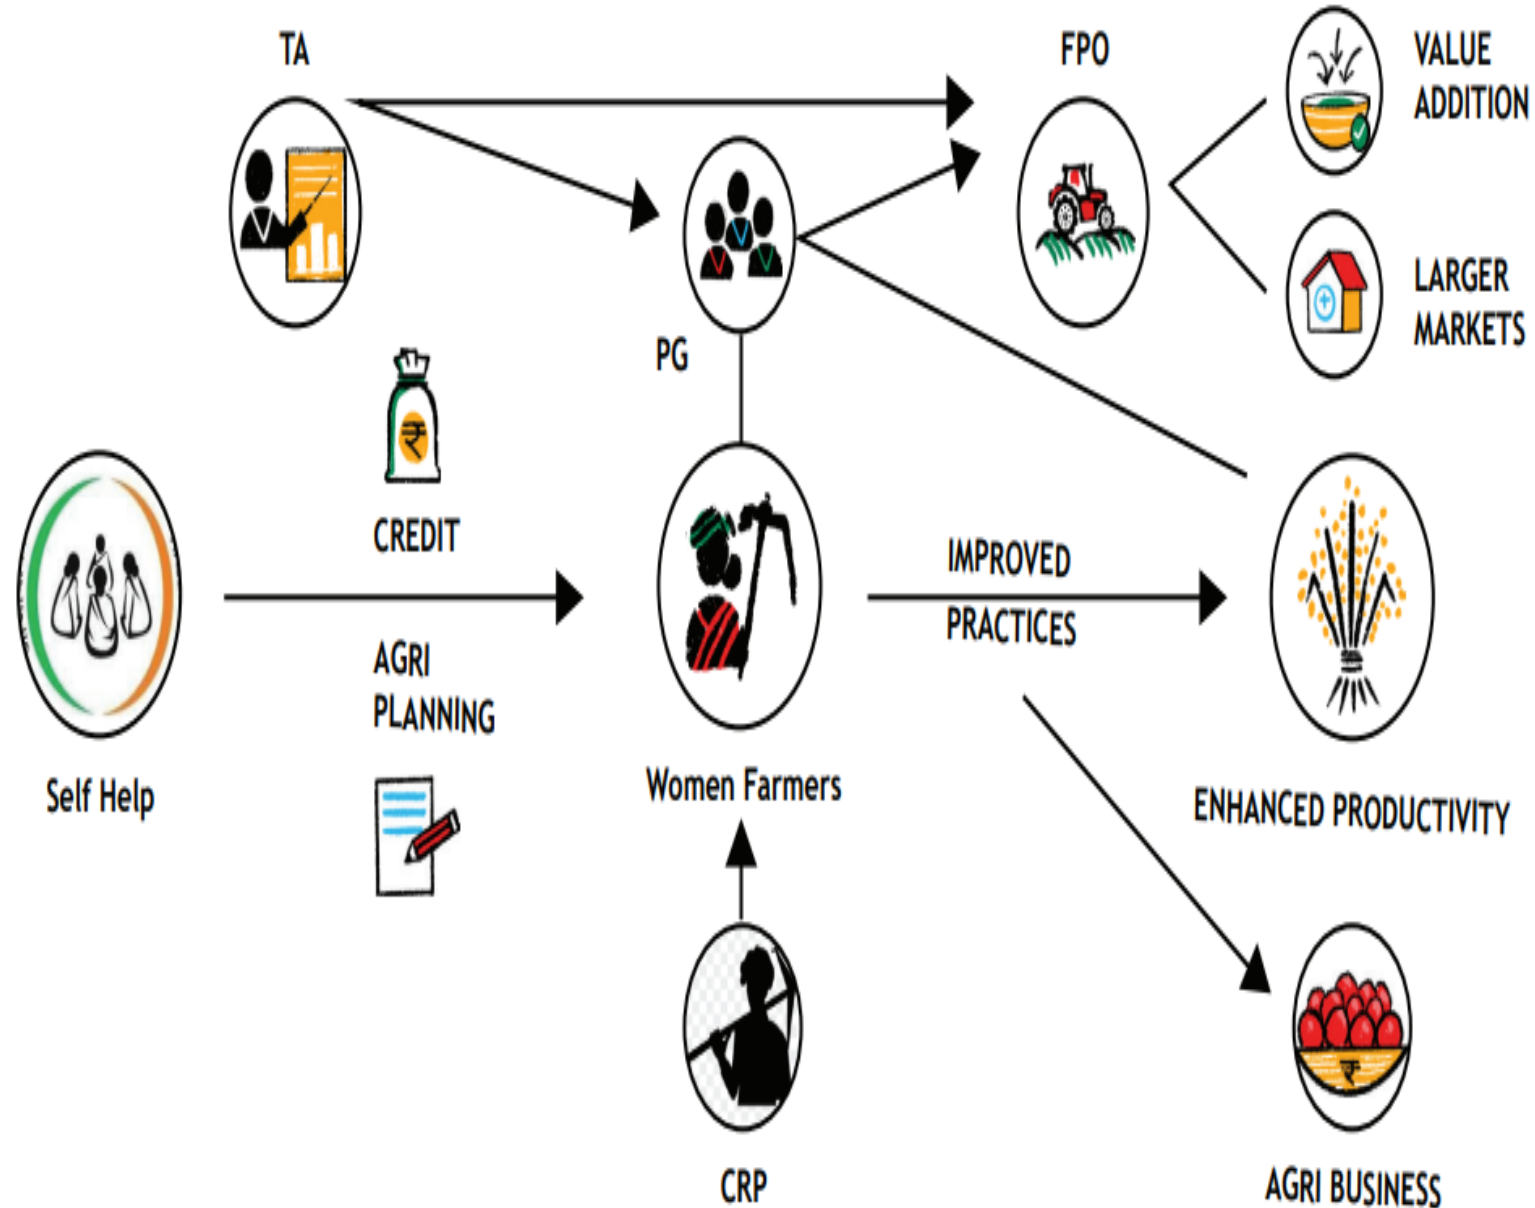 TA
FPO
VALUE
ADDITION
PG
LARGER
MARKETS
₹
CREDIT
AGRI
PLANNING
IMPROVED
PRACTICES
Self Help
Women Farmers
ENHANCED PRODUCTIVITY
₹
CRP
AGRI BUSINESS